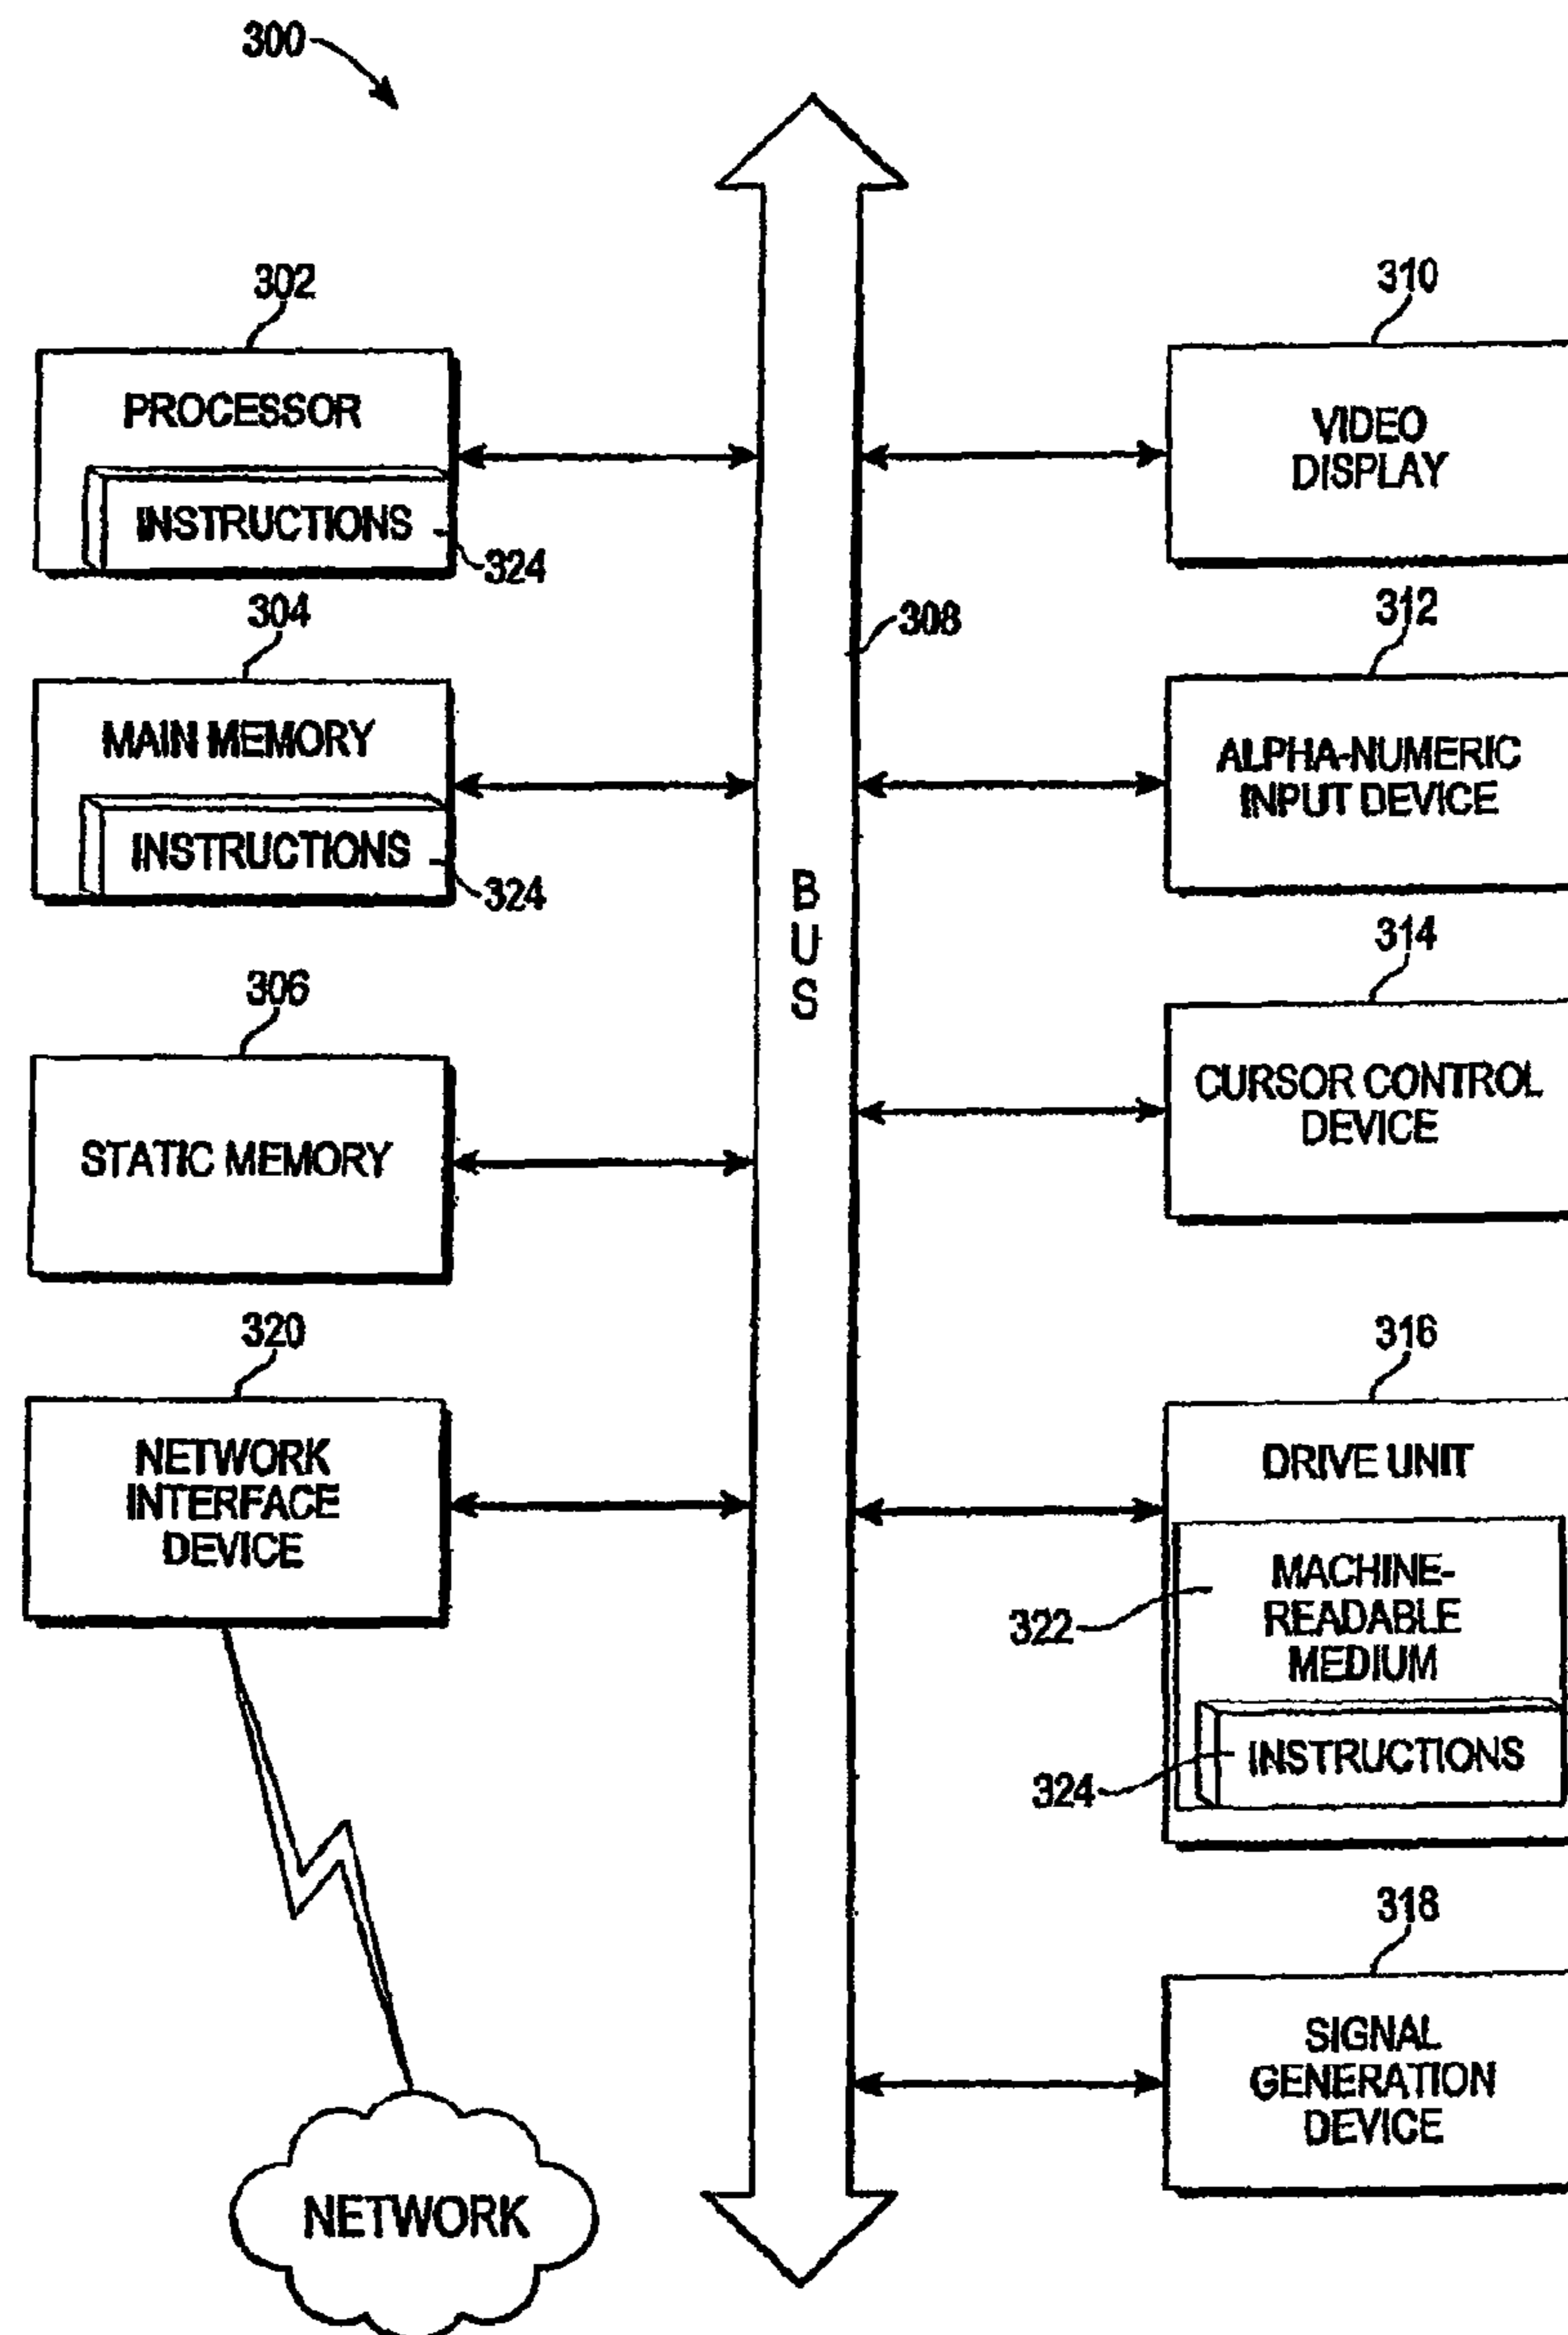 300
302
PROCESSOR
INSTRUCTIONS
324
304
MAIN MEMORY
INSTRUCTIONS
324
306
STATIC MEMORY
320
NETWORK
INTERFACE
DEVICE
NETWORK
308
B
U
S
310
VIDEO
DISPLAY
312
ALPHA-NUMERIC
INPUT DEVICE
314
CURSOR CONTROL
DEVICE
316
DRIVE UNIT
322
MACHINE-
READABLE
MEDIUM
324
INSTRUCTIONS
318
SIGNAL
GENERATION
DEVICE